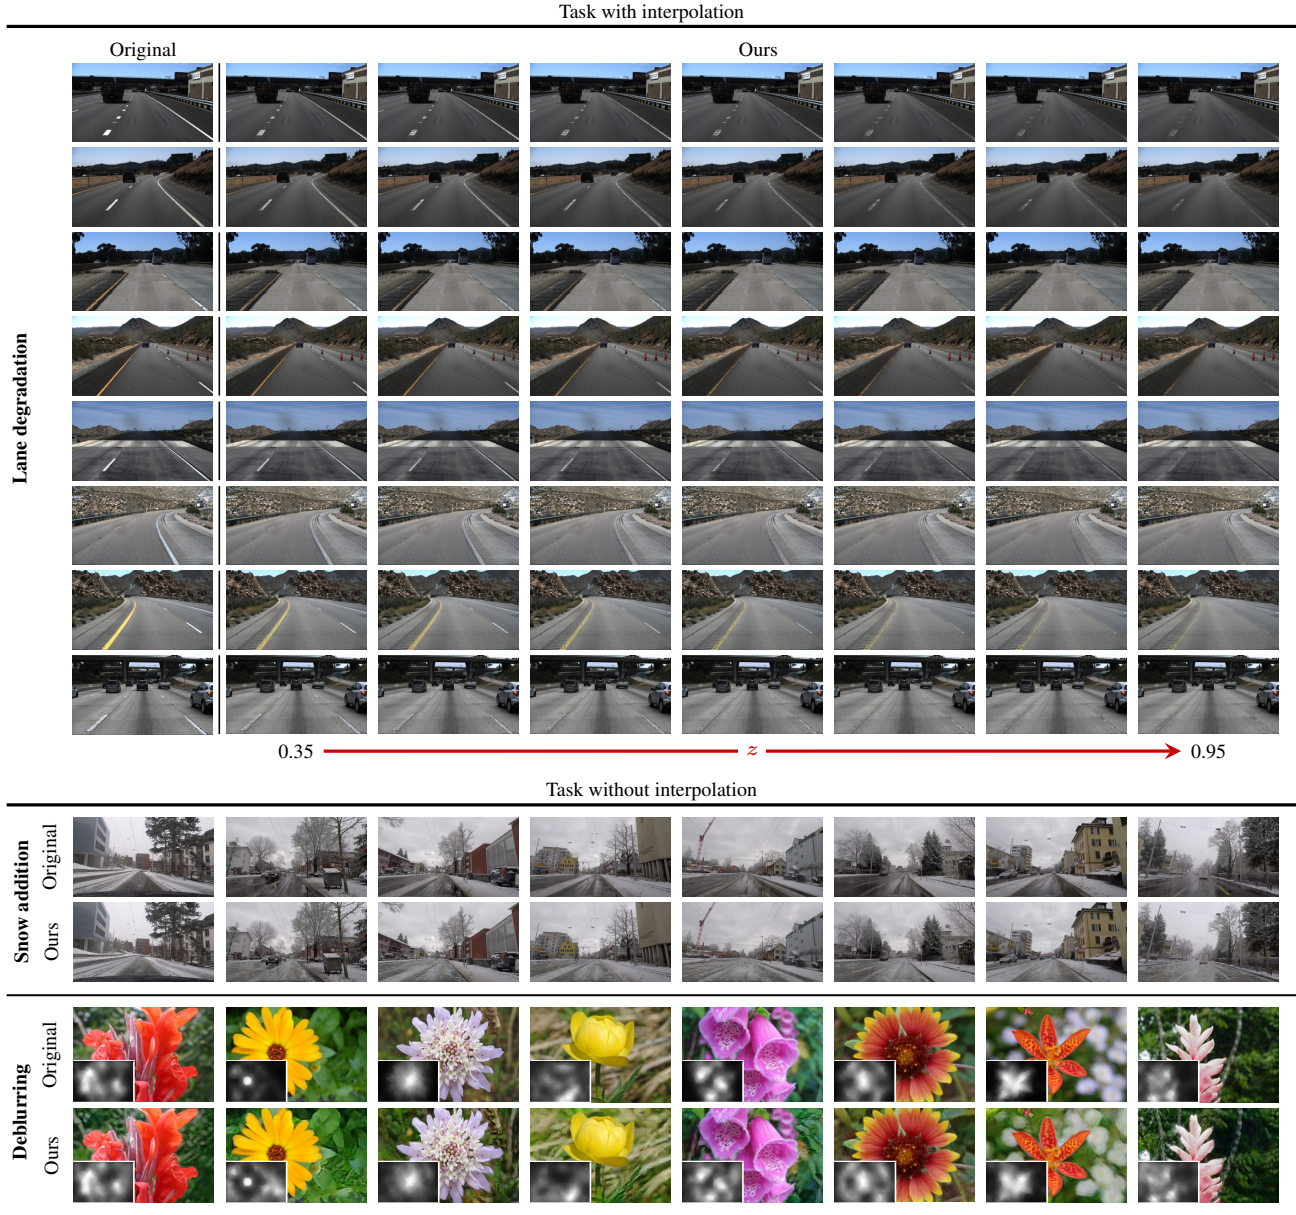 Task with interpolation
Original
Ours
Lane degradation
0.35
z
0.95
Task without interpolation
Snow addition
Original
Ours
Deblurring
Original
Ours